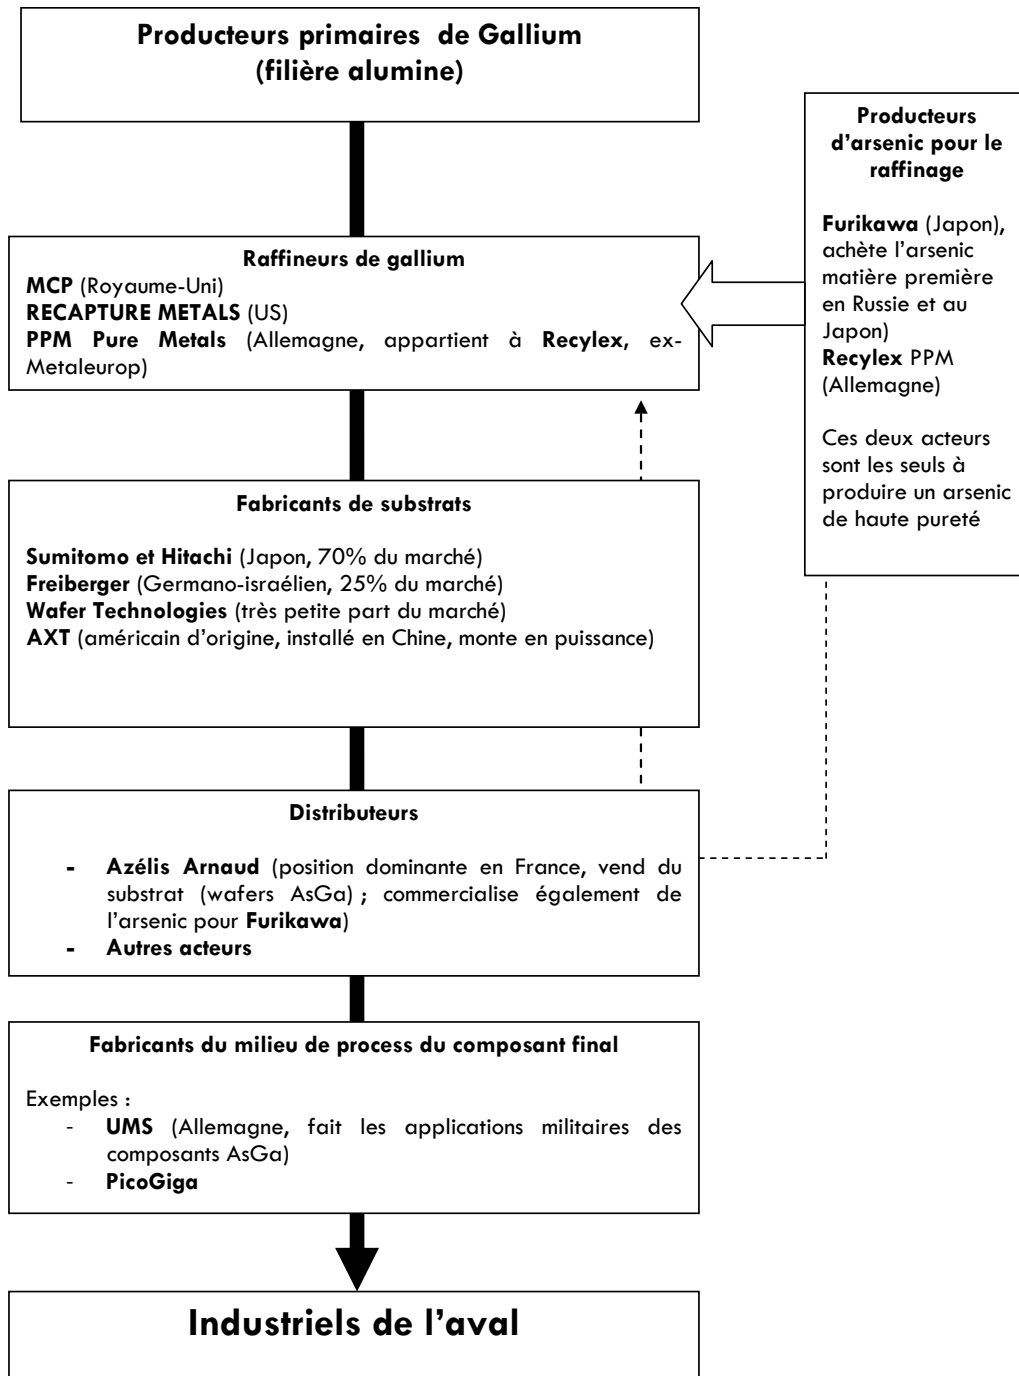 Producteurs primaires de Gallium
(filière alumine)
Producteurs
d'arsenic pour le
raffinage
Furikawa (Japon),
achète l'arsenic
matière première
en Russie et au
Japon)
Recylex PPM
(Allemagne)
Ces deux acteurs
sont les seuls à
produire un arsenic
de haute pureté
Raffineurs de gallium
MCP (Royaume-Uni)
RECAPTURE METALS (US)
PPM Pure Metals (Allemagne, appartient à Recylex, ex-
Metaleurop)
Fabricants de substrats
Sumitomo et Hitachi (Japon, 70% du marché)
Freiberger (Germano-israélien, 25% du marché)
Wafer Technologies (très petite part du marché)
AXT (américain d'origine, installé en Chine, monte en puissance)
Distributeurs
- Azélis Arnaud (position dominante en France, vend du
substrat (wafers AsGa) ; commercialise également de
l'arsenic pour Furikawa)
- Autres acteurs
Fabricants du milieu de process du composant final
Exemples :
- UMS (Allemagne, fait les applications militaires des
composants AsGa)
- PicoGiga
Industriels de l'aval